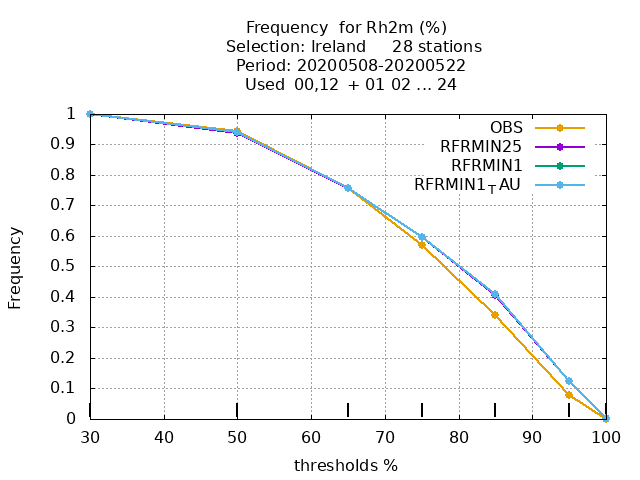 Frequency  for Rh2m (%)
Selection: Ireland     28 stations
Period: 20200508-20200522
Used  00,12  + 01 02 ... 24
OBS
RFRMIN25
RFRMIN1
RFRMIN1TAU
1
0.9
0.8
0.7
0.6
0.5
0.4
0.3
0.2
0.1
0
Frequency
30 40 50 60 70 80 90 100
thresholds %